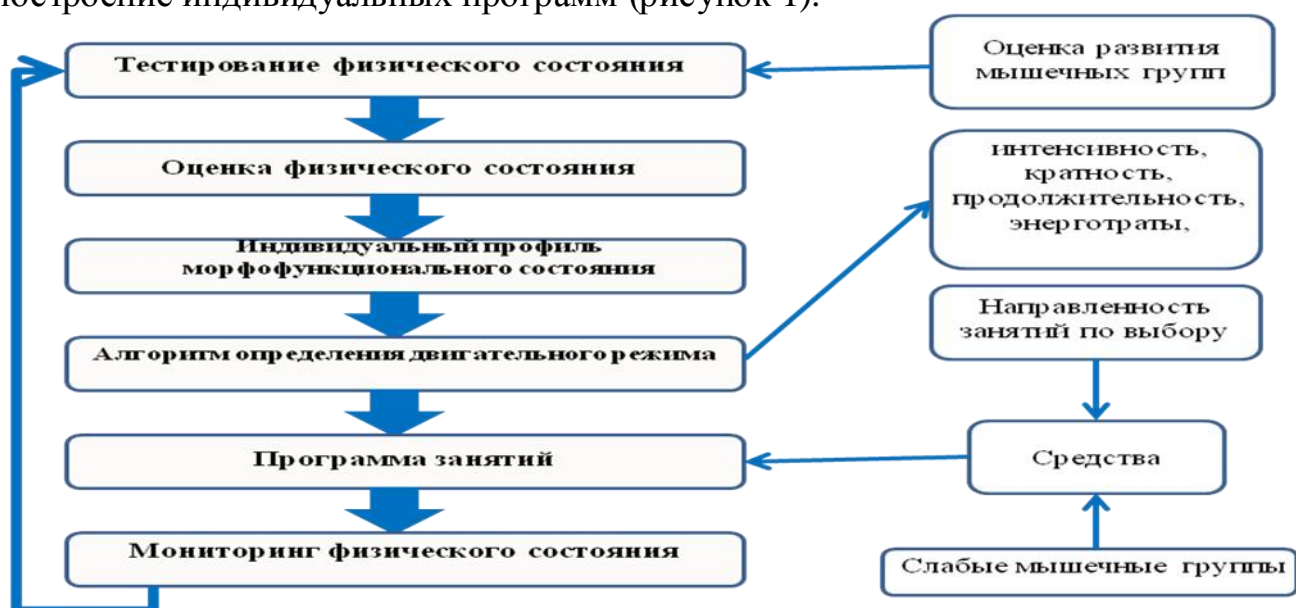 построение индивидуальных программ (рисунок 1).
Тестирование физического состояния
Оценка физического состояния
Индивидуальный профиль
морфофункционального состояния
Алгоритм определения двигательного режима
Программа занятий
Мониторинг физического состояния
Оценка развития
мышечных групп
интенсивность,
кратность,
продолжительность,
энерготраты,
Направленность
занятий по выбору
Средства
Слабые мышечные группы